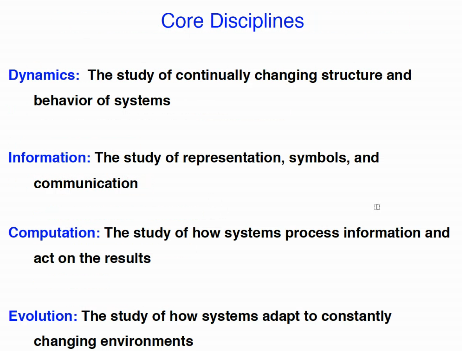 Core Disciplines
Dynamics: The study of continually changing structure and
behavior of systems
Information: The study of representation, symbols, and
communication
Computation: The study of how systems process information and
act on the results
Evolution: The study of how systems adapt to constantly
changing environments